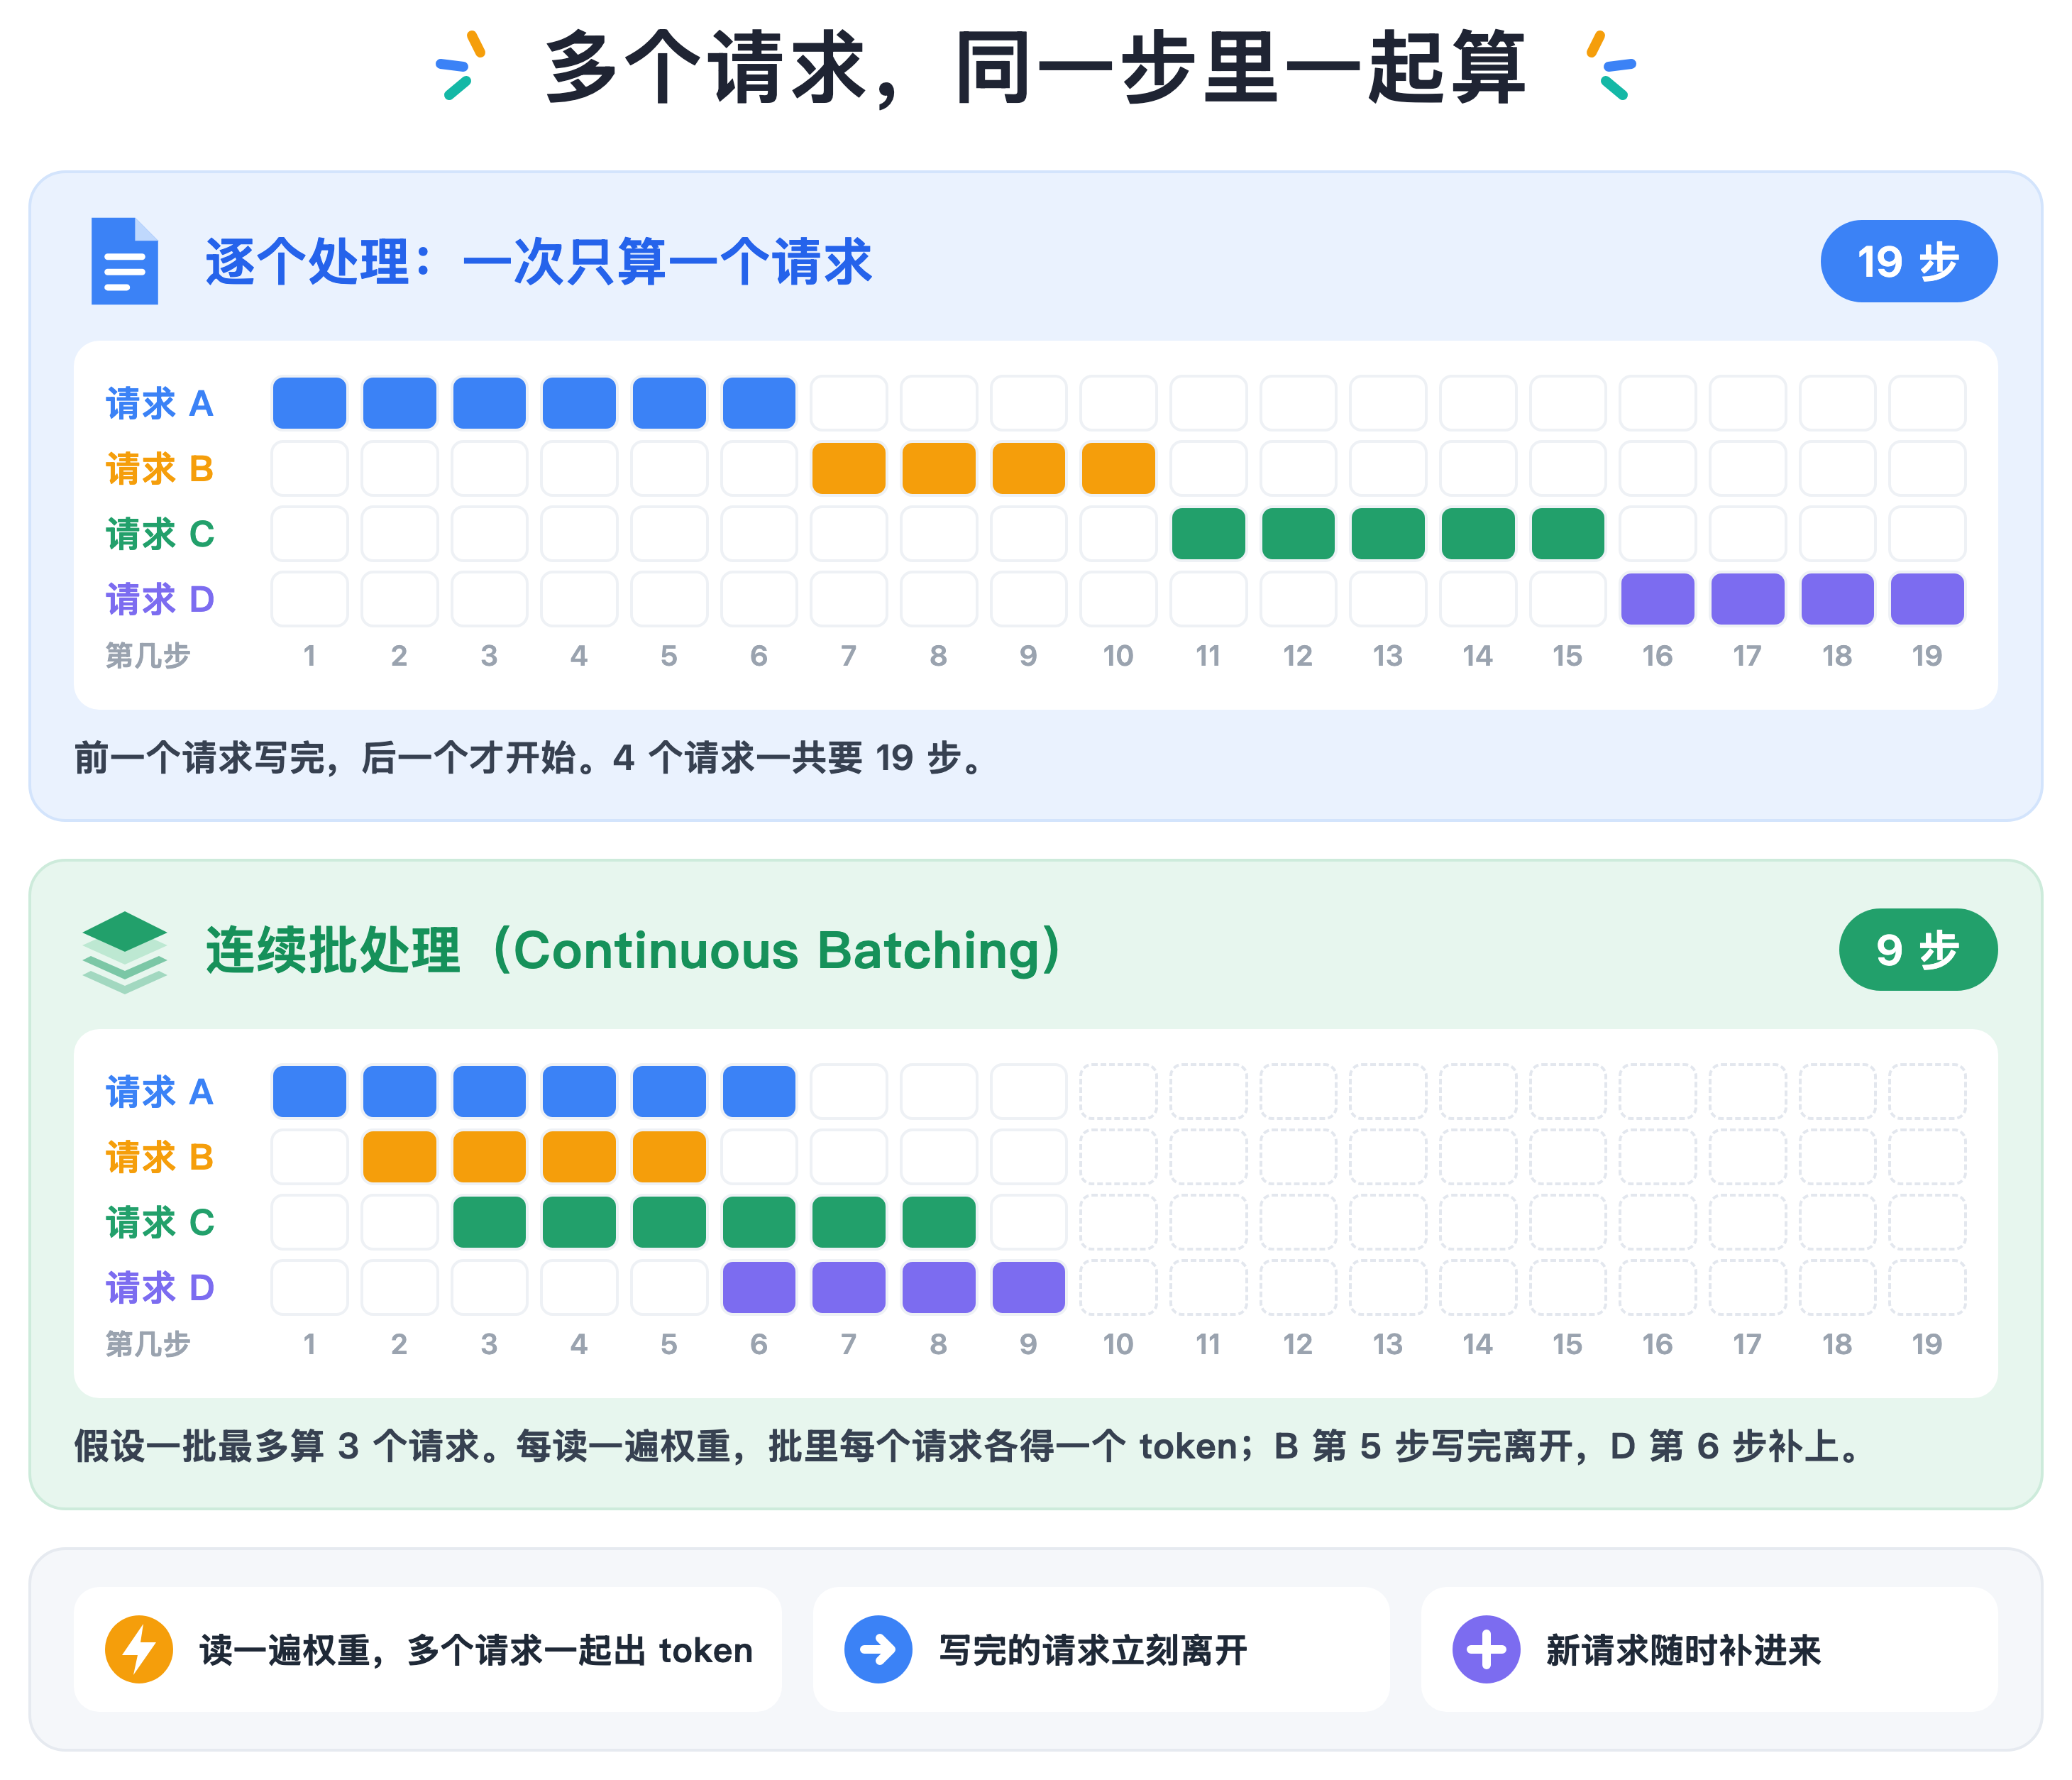 多个请求，同一步里一起算
逐个处理：一次只算一个请求
19 步
请求 A
请求 B
请求 C
请求 D
第几步 1 2 3 4 5 6 7 8 9 10 11 12 13 14 15 16 17 18 19
前一个请求写完，后一个才开始。4 个请求一共要 19 步。
连续批处理（Continuous Batching）
9 步
请求 A
请求 B
请求 C
请求 D
第几步 1 2 3 4 5 6 7 8 9 10 11 12 13 14 15 16 17 18 19
假设一批最多算 3 个请求。每读一遍权重，批里每个请求各得一个 token；B 第 5 步写完离开，D 第 6 步补上。
读一遍权重，多个请求一起出 token
写完的请求立刻离开
新请求随时补进来